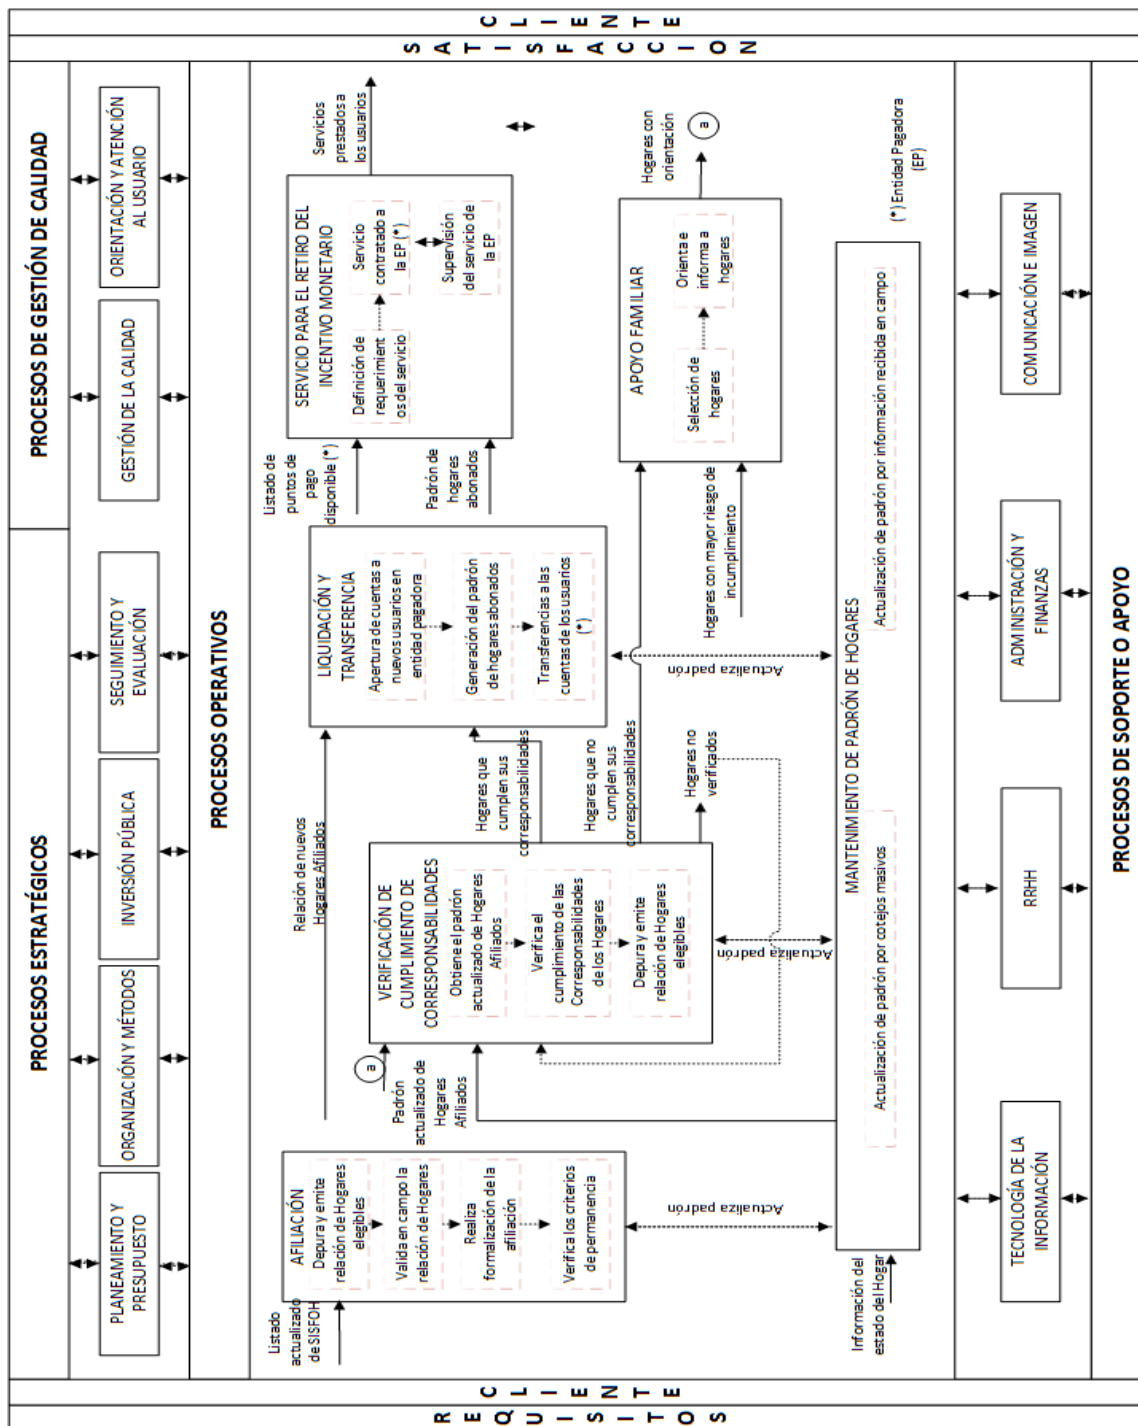 REQUISITOS
CLIENTE
PROCESOS ESTRATÉGICOS
PROCESOS DE GESTIÓN DE CALIDAD
PLANEAMIENTO Y
PRESUPUESTO
ORGANIZACIÓN Y MÉTODOS
INVERSIÓN PÚBLICA
SEGUIMIENTO Y
EVALUACIÓN
GESTIÓN DE LA CALIDAD
ORIENTACIÓN Y ATENCIÓN
AL USUARIO
PROCESOS OPERATIVOS
Listado
actualizado
de SISFOH
AFILIACIÓN
Depura y emite
relación de Hogares
elegibles
Valida en campo la
relación de Hogares
Realiza
formalización de la
afiliación
Verifica los criterios
de permanencia
Relación de nuevos
Hogares Afiliados
a
Padrón
actualizado de
Hogares
Afiliados
VERIFICACIÓN DE
CUMPLIMIENTO DE
CORRESPONSABILIDADES
Obtiene el padrón
actualizado de Hogares
Afiliados
Verifica el
cumplimiento de las
Corresponsabilidades
de los Hogares
Depura y emite
relación de Hogares
elegibles
Hogares que
cumplen sus
corresponsabilidades
Hogares que no
cumplen sus
corresponsabilidades
Hogares no
verificados
LIQUIDACIÓN Y
TRANSFERENCIA
Apertura de cuentas a
nuevos usuarios en
entidad pagadora
Generación del padrón
de hogares abonados
Transferencias a las
cuentas de los usuarios
(*)
Listado de
puntos de
pago
disponible (*)
Padrón de
hogares
abonados
SERVICIO PARA EL RETIRO DEL
INCENTIVO MONETARIO
Definición de
requerimient
os del servicio
Servicio
contratado a
la EP (*)
Supervisión
del servicio de
la EP
Servicios
prestados a
los usuarios
Hogares con mayor riesgo de
incumplimiento
APOYO FAMILIAR
Selección de
hogares
Orienta e
informa a
hogares
Hogares con
orientación
a
Actualiza padrón
Actualiza padrón
Actualiza padrón
Información del
estado del Hogar
MANTENIMIENTO DE PADRÓN DE HOGARES
Actualización de padrón por cotejos masivos
Actualización de padrón por información recibida en campo
(*) Entidad Pagadora
(EP)
TECNOLOGÍA DE LA
INFORMACIÓN
RRHH
ADMINISTRACIÓN Y
FINANZAS
COMUNICACIÓN E IMAGEN
PROCESOS DE SOPORTE O APOYO
SATISFACCION
CLIENTE